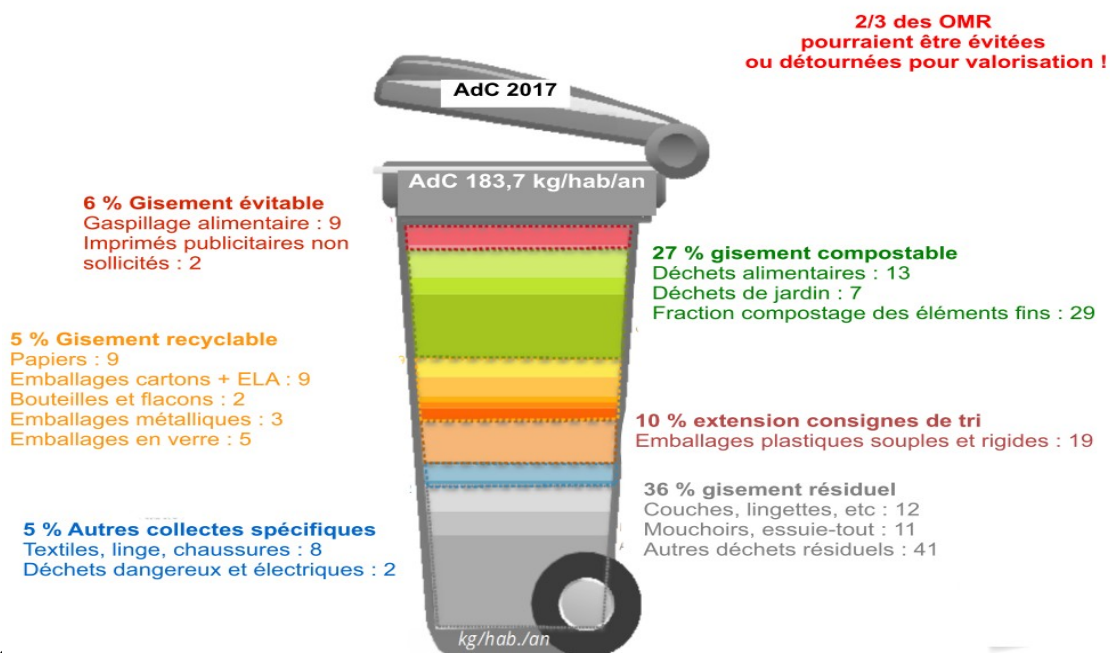 2/3 des OMR
pourraient être évitées
ou détournées pour valorisation !
AdC 2017
AdC 183,7 kg/hab/an
6 % Gisement évitable
Gaspillage alimentaire : 9
Imprimés publicitaires non
sollicités : 2
27 % gisement compostable
Déchets alimentaires : 13
Déchets de jardin : 7
Fraction compostage des éléments fins : 29
5 % Gisement recyclable
Papiers : 9
Emballages cartons + ELA : 9
Bouteilles et flacons : 2
Emballages métalliques : 3
Emballages en verre : 5
10 % extension consignes de tri
Emballages plastiques souples et rigides : 19
36 % gisement résiduel
Couches, lingettes, etc : 12
Mouchoirs, essuie-tout : 11
Autres déchets résiduels : 41
5 % Autres collectes spécifiques
Textiles, linge, chaussures : 8
Déchets dangereux et électriques : 2
kg/hab./an